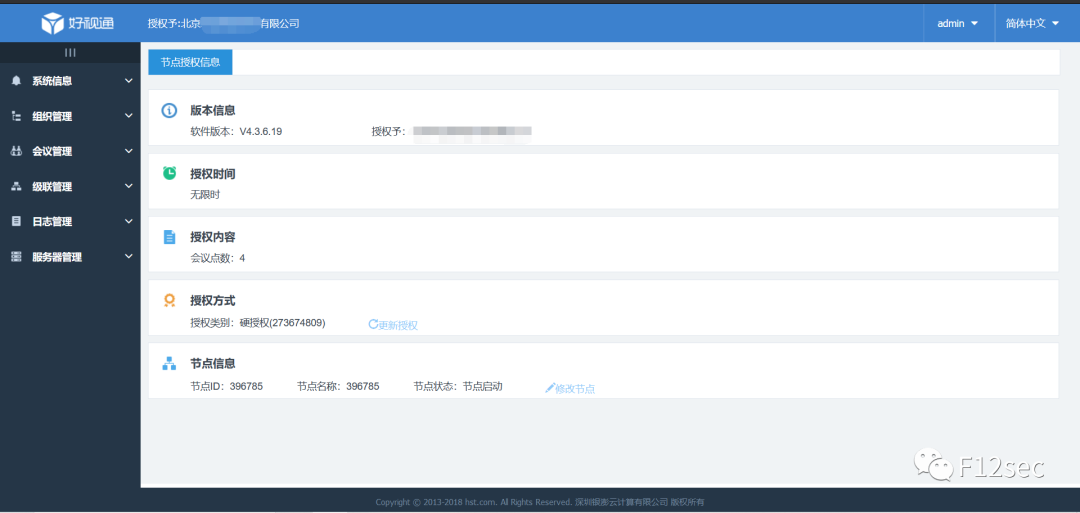 好视通 授权予:北京 有限公司 admin 简体中文
节点授权信息
系统信息
组织管理
会议管理
级联管理
日志管理
服务器管理
版本信息
软件版本：V4.3.6.19 授权予：
授权时间
无限时
授权内容
会议点数：4
授权方式
授权类别：硬授权(273674809) 更新授权
节点信息
节点ID：396785 节点名称：396785 节点状态：节点启动 修改节点
F12sec
Copyright © 2013-2018 hst.com. All Rights Reserved. 深圳银澎云计算有限公司 版权所有